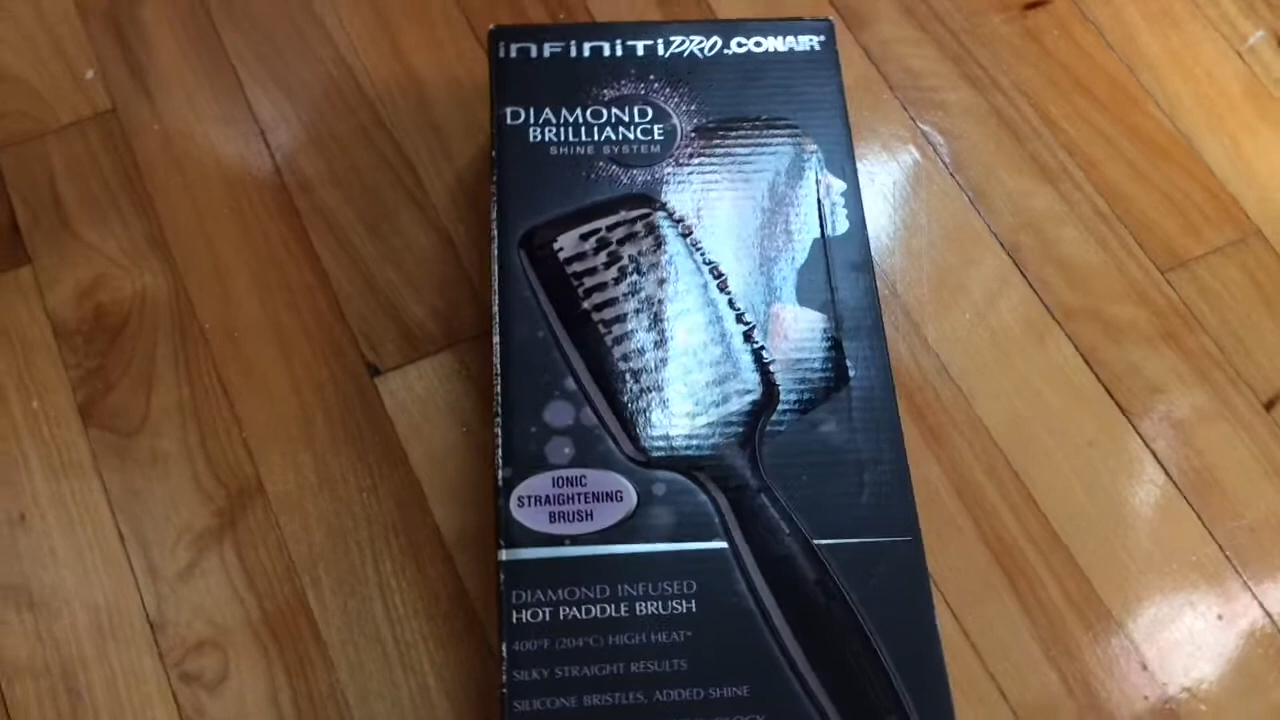 INFINITIPRO BY CONAIR®
DIAMOND
BRILLIANCE
SHINE SYSTEM
IONIC
STRAIGHTENING
BRUSH
DIAMOND INFUSED
HOT PADDLE BRUSH
400°F (204°C) HIGH HEAT*
SILKY STRAIGHT RESULTS
SILICONE BRISTLES, ADDED SHINE